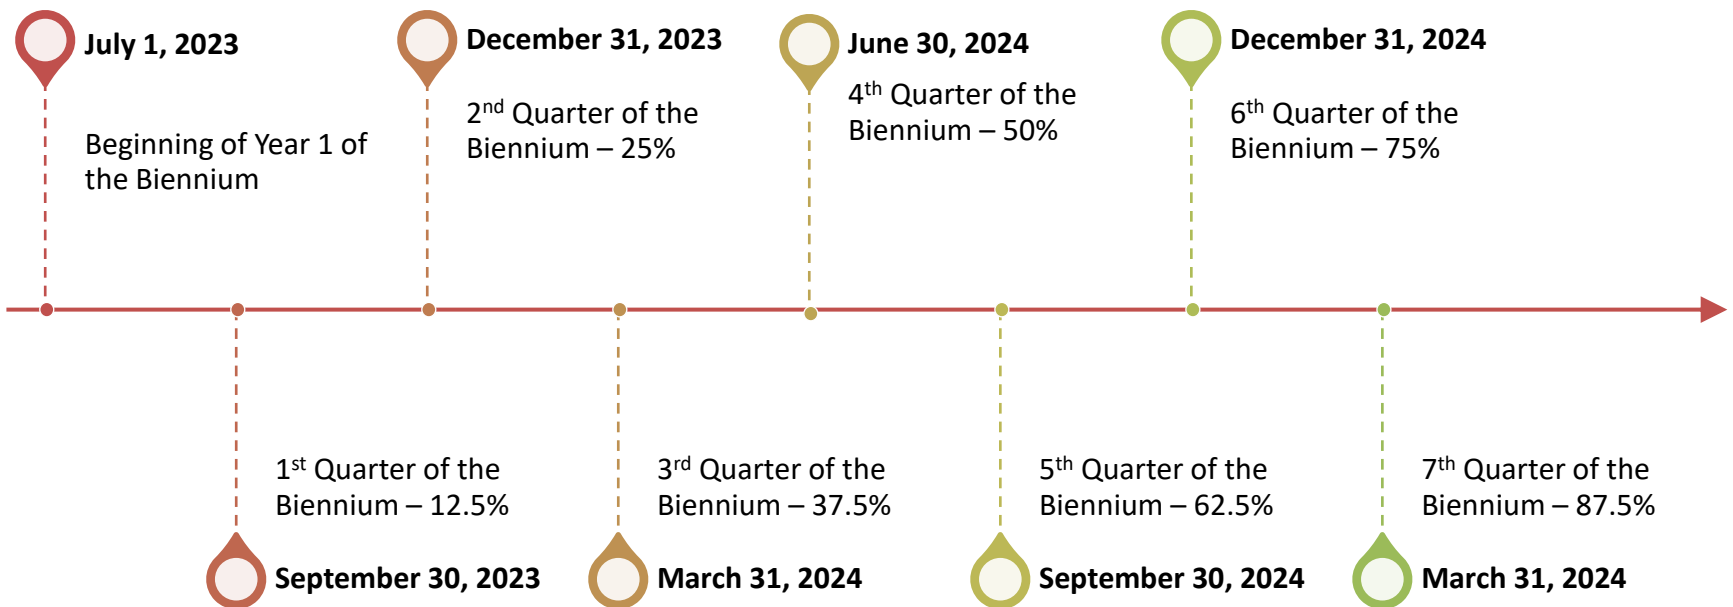 July 1, 2023
Beginning of Year 1 of
the Biennium
December 31, 2023
2nd Quarter of the
Biennium – 25%
June 30, 2024
4th Quarter of the
Biennium – 50%
December 31, 2024
6th Quarter of the
Biennium – 75%
1st Quarter of the
Biennium – 12.5%
September 30, 2023
3rd Quarter of the
Biennium – 37.5%
March 31, 2024
5th Quarter of the
Biennium – 62.5%
September 30, 2024
7th Quarter of the
Biennium – 87.5%
March 31, 2024